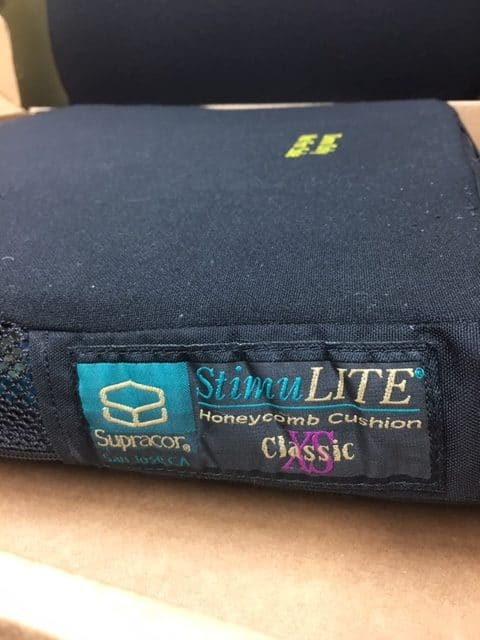 StimuLITE®
Honeycomb Cushion
Classic
XS
Supracor®
San Jose, CA